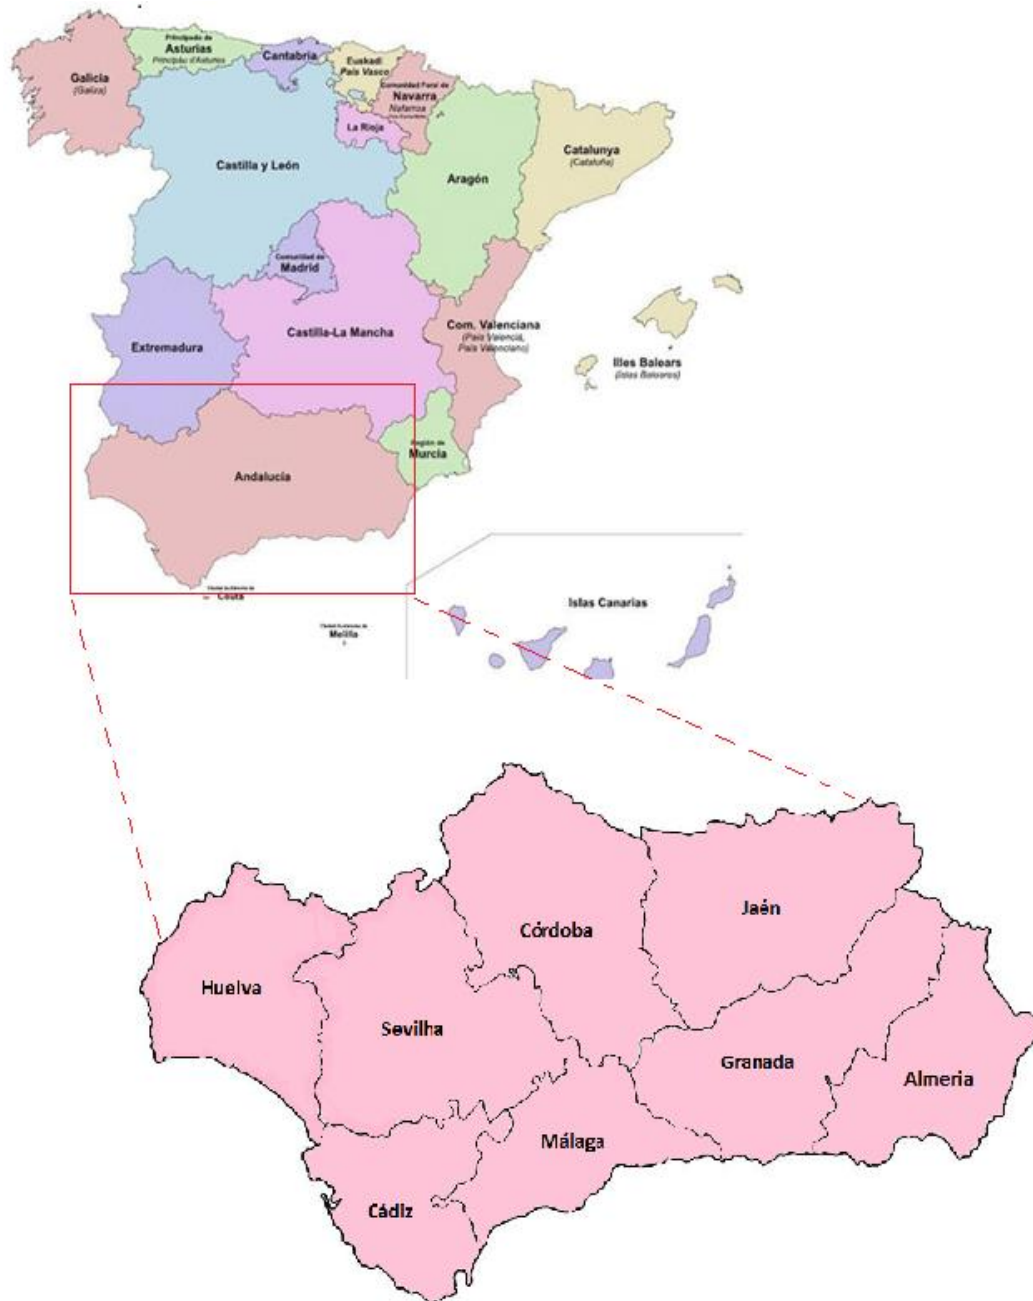 Principado de
Asturias
Principáu d'Asturies
Cantabria
Euskadi
País Vasco
Galicia
(Galiza)
Comunidad Foral de
Navarra
Nafarroa
La Rioja
Catalunya
(Cataluña)
Castilla y León
Aragón
Comunidad de
Madrid
Com. Valenciana
(País Valencià,
País Valenciano)
Castilla-La Mancha
Extremadura
Illes Balears
(Islas Baleares)
Región de
Murcia
Andalucía
Ceuta
Islas Canarias
Melilla
Jaén
Córdoba
Huelva
Sevilha
Granada
Almeria
Málaga
Cádiz